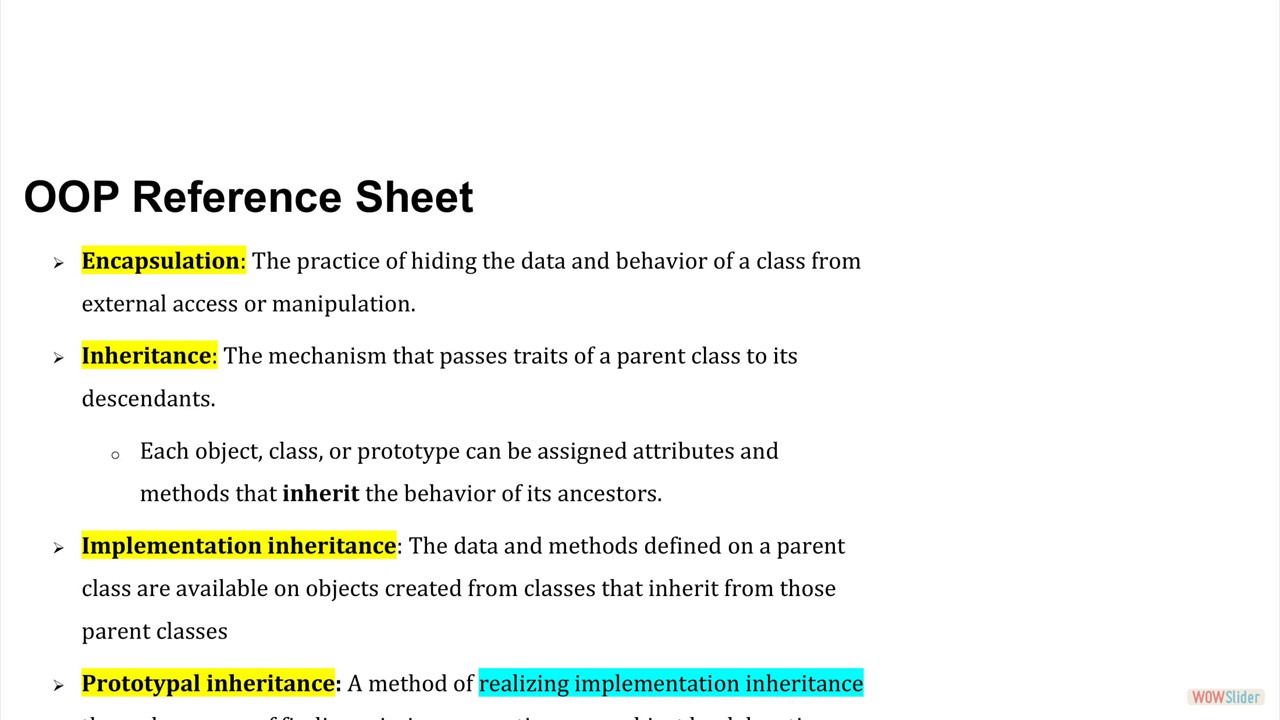 OOP Reference Sheet
➢ Encapsulation: The practice of hiding the data and behavior of a class from
external access or manipulation.
➢ Inheritance: The mechanism that passes traits of a parent class to its
descendants.
○ Each object, class, or prototype can be assigned attributes and
methods that inherit the behavior of its ancestors.
➢ Implementation inheritance: The data and methods defined on a parent
class are available on objects created from classes that inherit from those
parent classes
➢ Prototypal inheritance: A method of realizing implementation inheritance
WOWSlider